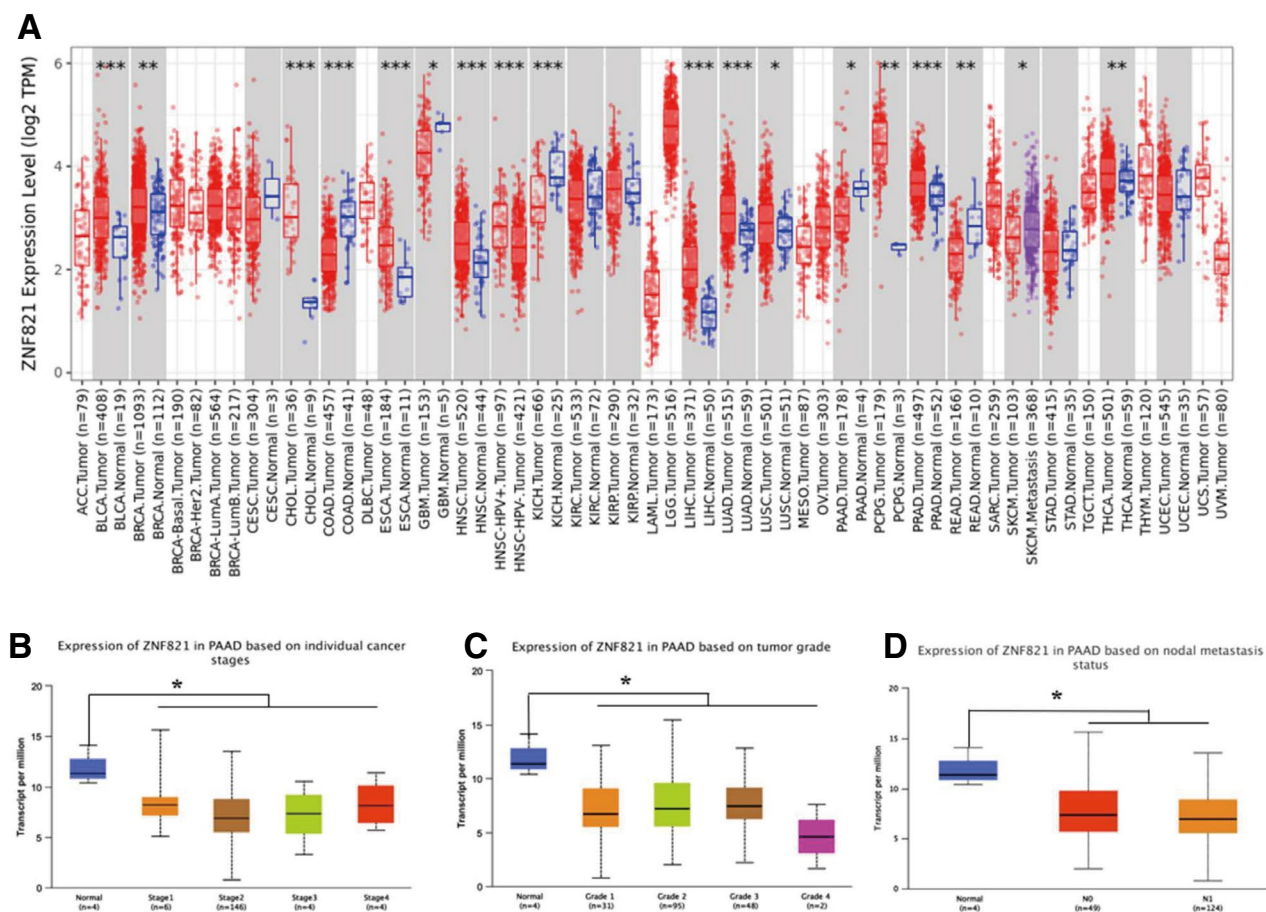 A
ZNF821 Expression Level (log2 TPM)
6
4
2
0
*** ** *** *** *** * *** *** *** *** *** * * ** *** ** * **
ACC.Tumor (n=79)
BLCA.Tumor (n=408)
BLCA.Normal (n=19)
BRCA.Tumor (n=1093)
BRCA.Normal (n=112)
BRCA-Basal.Tumor (n=190)
BRCA-Her2.Tumor (n=82)
BRCA-LumA.Tumor (n=564)
BRCA-LumB.Tumor (n=217)
CESC.Tumor (n=304)
CESC.Normal (n=3)
CHOL.Tumor (n=36)
CHOL.Normal (n=9)
COAD.Tumor (n=457)
COAD.Normal (n=41)
DLBC.Tumor (n=48)
ESCA.Tumor (n=184)
ESCA.Normal (n=11)
GBM.Tumor (n=153)
GBM.Normal (n=5)
HNSC.Tumor (n=520)
HNSC.Normal (n=44)
HNSC-HPV+.Tumor (n=97)
HNSC-HPV-.Tumor (n=421)
KICH.Tumor (n=66)
KICH.Normal (n=25)
KIRC.Tumor (n=533)
KIRC.Normal (n=72)
KIRP.Tumor (n=290)
KIRP.Normal (n=32)
LAML.Tumor (n=173)
LGG.Tumor (n=516)
LIHC.Tumor (n=371)
LIHC.Normal (n=50)
LUAD.Tumor (n=515)
LUAD.Normal (n=59)
LUSC.Tumor (n=501)
LUSC.Normal (n=51)
MESO.Tumor (n=87)
OV.Tumor (n=303)
PAAD.Tumor (n=178)
PAAD.Normal (n=4)
PCPG.Tumor (n=179)
PCPG.Normal (n=3)
PRAD.Tumor (n=497)
PRAD.Normal (n=52)
READ.Tumor (n=166)
READ.Normal (n=10)
SARC.Tumor (n=259)
SKCM.Tumor (n=103)
SKCM.Metastasis (n=368)
STAD.Tumor (n=415)
STAD.Normal (n=35)
TGCT.Tumor (n=150)
THCA.Tumor (n=501)
THCA.Normal (n=59)
THYM.Tumor (n=120)
UCEC.Tumor (n=545)
UCEC.Normal (n=35)
UCS.Tumor (n=57)
UVM.Tumor (n=80)
B
Expression of ZNF821 in PAAD based on individual cancer
stages
Transcript per million
20
15
10
5
0
*
Normal
(n=4)
Stage1
(n=6)
Stage2
(n=146)
Stage3
(n=4)
Stage4
(n=4)
C
Expression of ZNF821 in PAAD based on tumor grade
Transcript per million
20
15
10
5
0
*
Normal
(n=4)
Grade 1
(n=31)
Grade 2
(n=95)
Grade 3
(n=48)
Grade 4
(n=2)
D
Expression of ZNF821 in PAAD based on nodal metastasis
status
Transcript per million
20
15
10
5
0
*
Normal
(n=4)
N0
(n=49)
N1
(n=124)